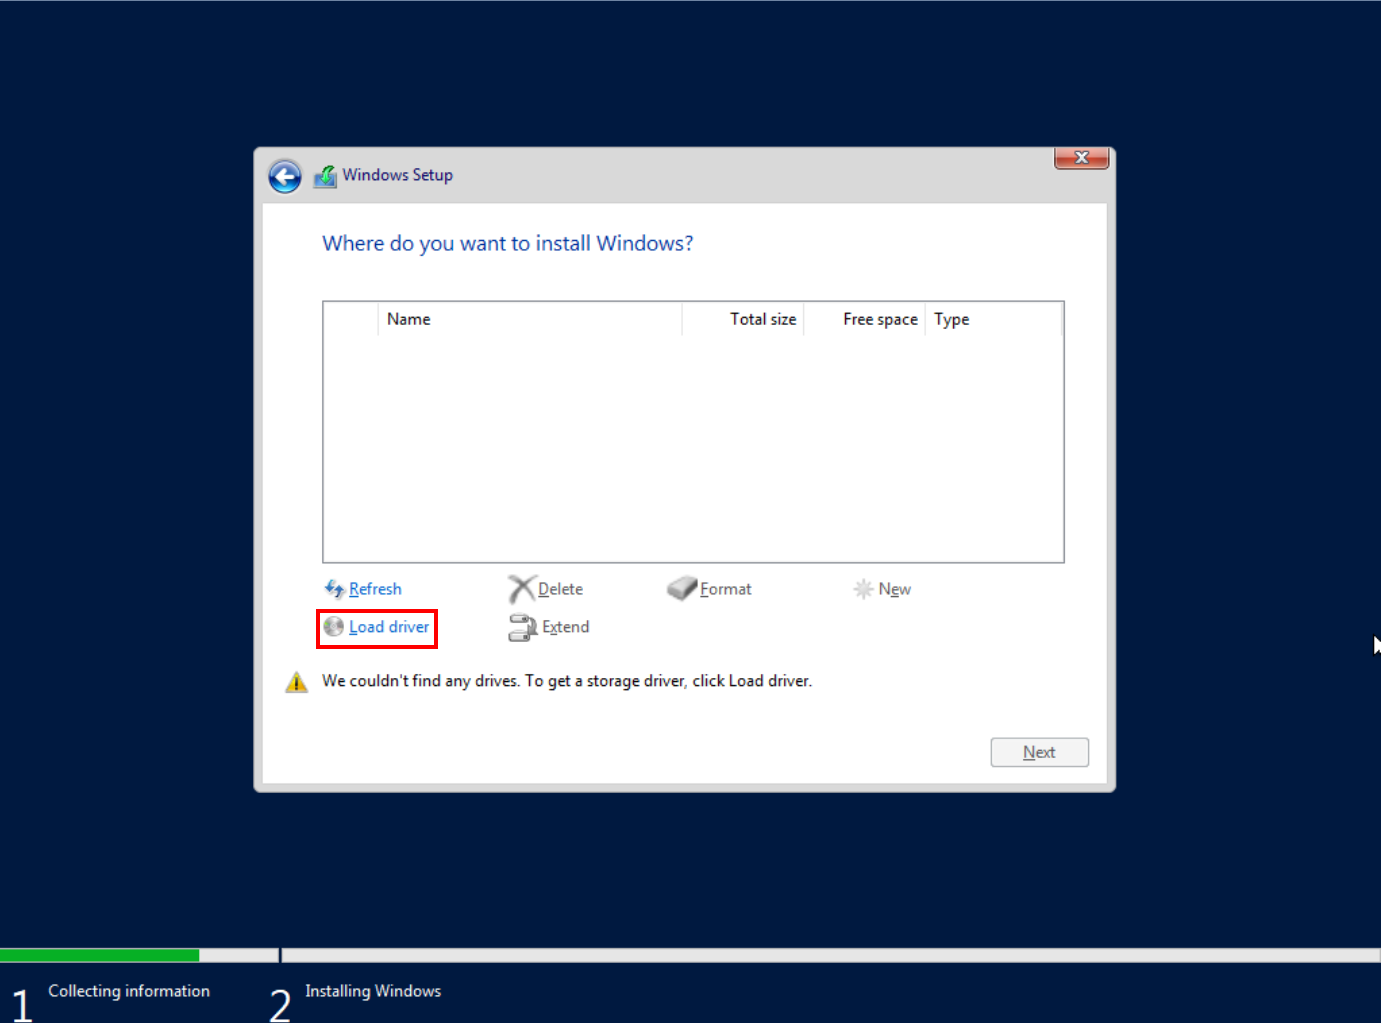 Windows Setup
x
Where do you want to install Windows?
Name Total size Free space Type
Refresh Delete Format New
Load driver Extend
We couldn't find any drives. To get a storage driver, click Load driver.
Next
1 Collecting information 2 Installing Windows